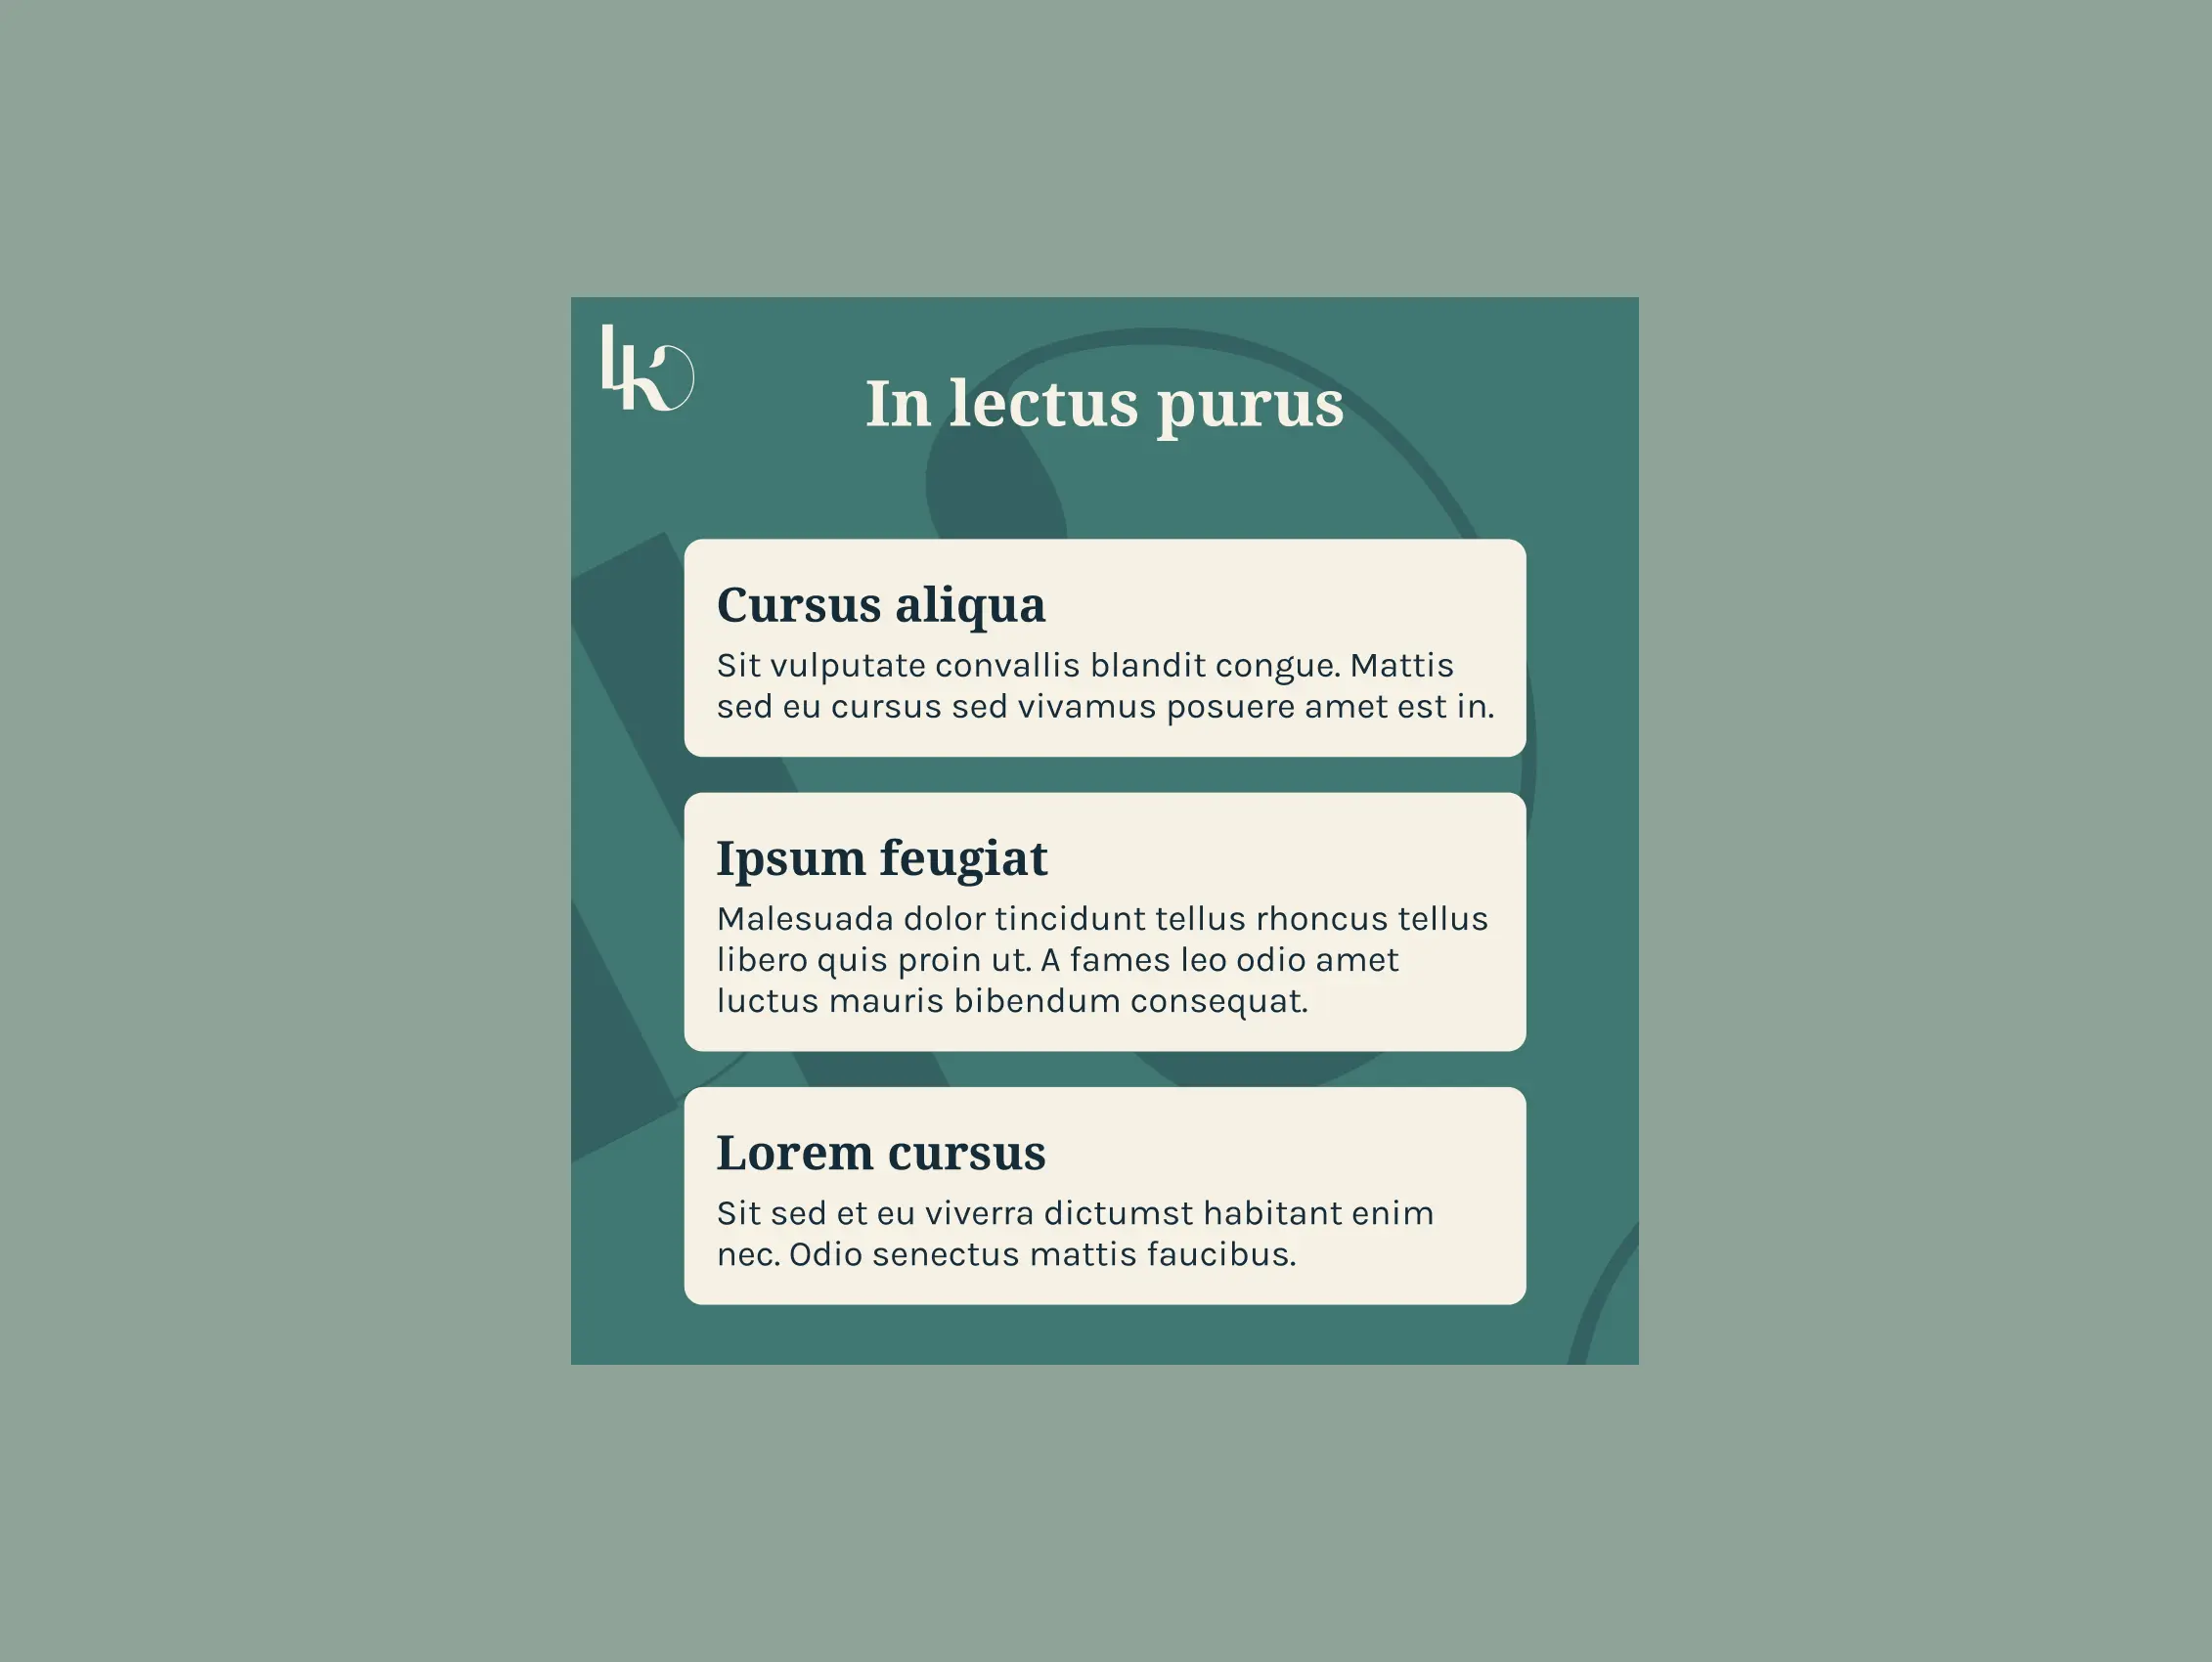 lk
In lectus purus
Cursus aliqua
Sit vulputate convallis blandit congue. Mattis
sed eu cursus sed vivamus posuere amet est in.
Ipsum feugiat
Malesuada dolor tincidunt tellus rhoncus tellus
libero quis proin ut. A fames leo odio amet
luctus mauris bibendum consequat.
Lorem cursus
Sit sed et eu viverra dictumst habitant enim
nec. Odio senectus mattis faucibus.